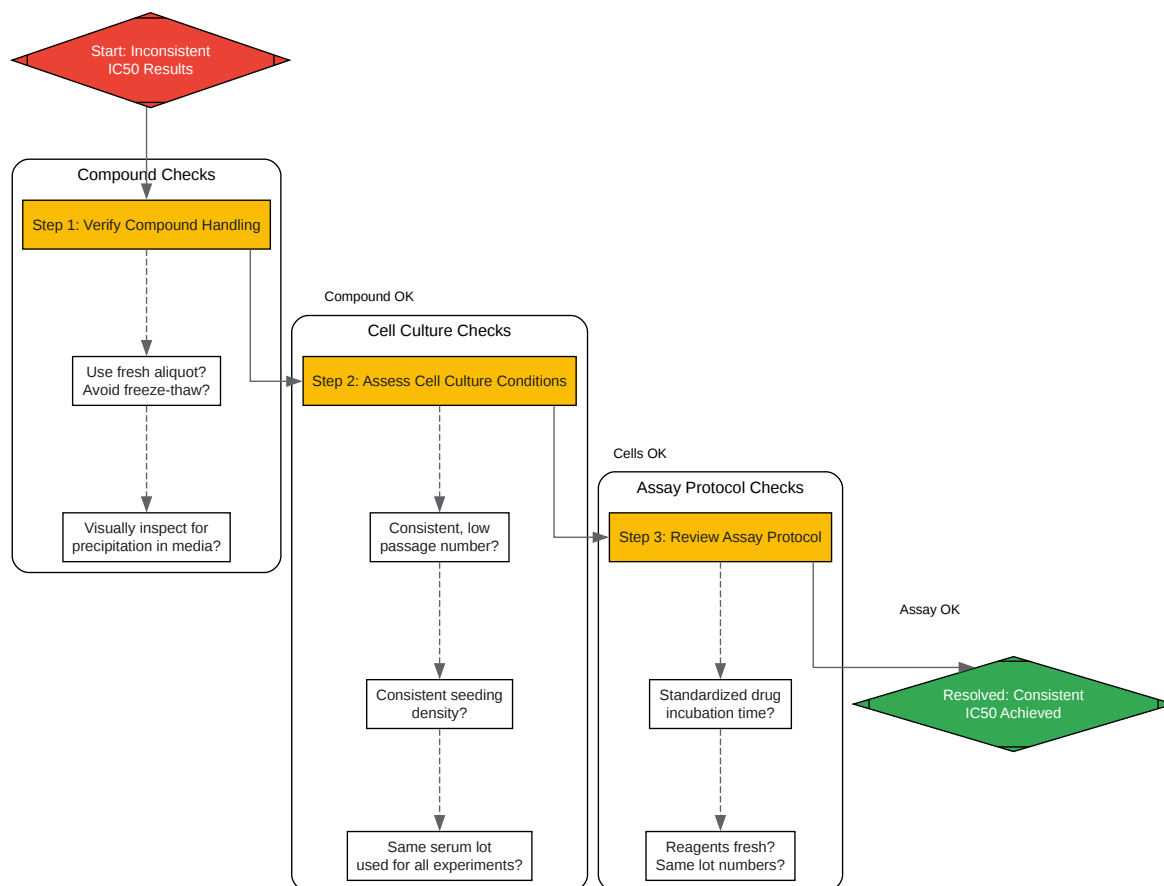 Start: Inconsistent
IC50 Results
Compound Checks
Step 1: Verify Compound Handling
Use fresh aliquot?
Avoid freeze-thaw?
Visually inspect for
precipitation in media?
Compound OK
Cell Culture Checks
Step 2: Assess Cell Culture Conditions
Consistent, low
passage number?
Consistent seeding
density?
Same serum lot
used for all experiments?
Cells OK
Assay Protocol Checks
Step 3: Review Assay Protocol
Standardized drug
incubation time?
Reagents fresh?
Same lot numbers?
Assay OK
Resolved: Consistent
IC50 Achieved